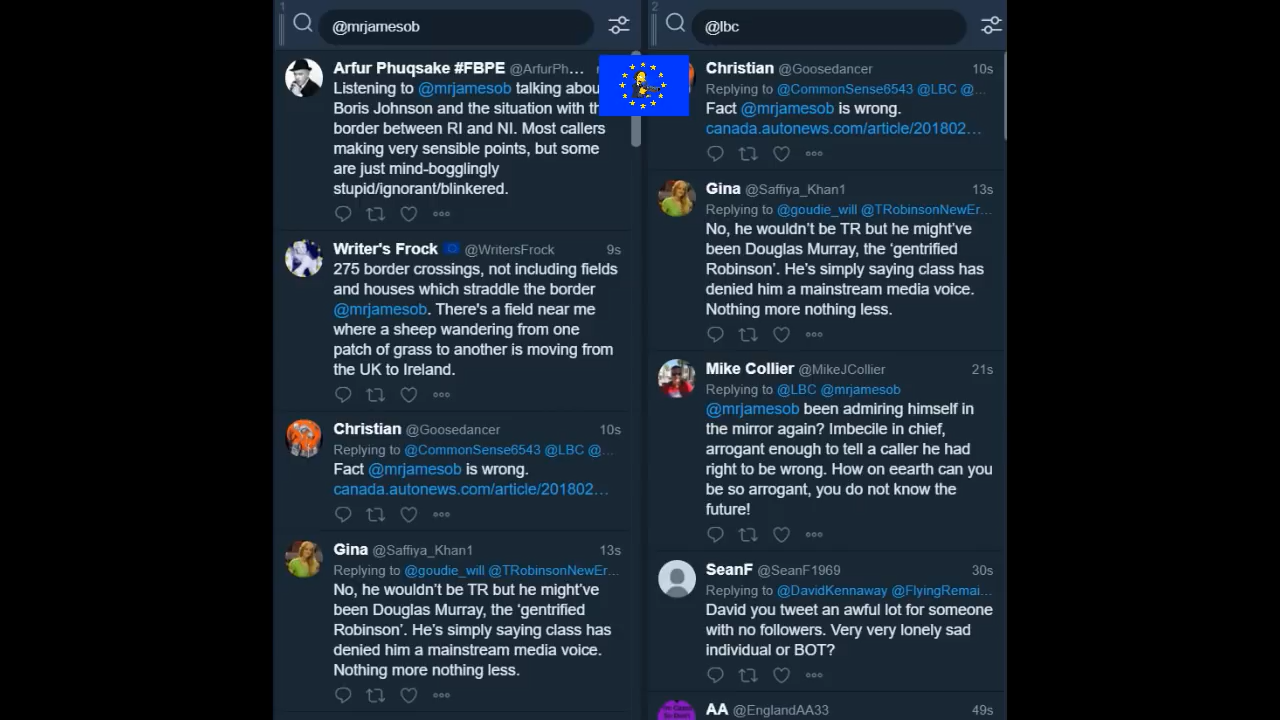 1
@mrjamesob
Arfur Phuqsake #FBPE @ArfurPh…
Listening to @mrjamesob talking abou
Boris Johnson and the situation with th
border between RI and NI. Most callers
making very sensible points, but some
are just mind-bogglingly
stupid/ignorant/blinkered.
Writer's Frock @WritersFrock 9s
275 border crossings, not including fields
and houses which straddle the border
@mrjamesob. There's a field near me
where a sheep wandering from one
patch of grass to another is moving from
the UK to Ireland.
Christian @Goosedancer 10s
Replying to @CommonSense6543 @LBC @…
Fact @mrjamesob is wrong.
canada.autonews.com/article/201802…
Gina @Saffiya_Khan1 13s
Replying to @goudie_will @TRobinsonNewEr…
No, he wouldn't be TR but he might've
been Douglas Murray, the ‘gentrified
Robinson’. He's simply saying class has
denied him a mainstream media voice.
Nothing more nothing less.
2
@lbc
Christian @Goosedancer 10s
Replying to @CommonSense6543 @LBC @…
Fact @mrjamesob is wrong.
canada.autonews.com/article/201802…
Gina @Saffiya_Khan1 13s
Replying to @goudie_will @TRobinsonNewEr…
No, he wouldn't be TR but he might've
been Douglas Murray, the ‘gentrified
Robinson’. He's simply saying class has
denied him a mainstream media voice.
Nothing more nothing less.
Mike Collier @MikeJCollier 21s
Replying to @LBC @mrjamesob
@mrjamesob been admiring himself in
the mirror again? Imbecile in chief,
arrogant enough to tell a caller he had
right to be wrong. How on eearth can you
be so arrogant, you do not know the
future!
SeanF @SeanF1969 30s
Replying to @DavidKennaway @FlyingRemai…
David you tweet an awful lot for someone
with no followers. Very very lonely sad
individual or BOT?
AA @EnglandAA33 49s